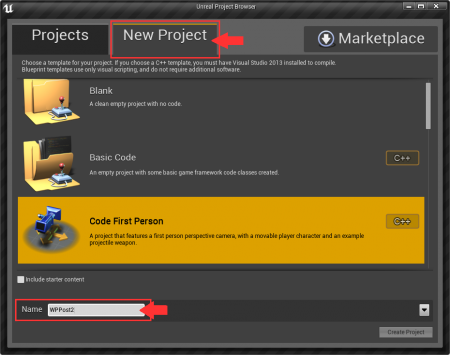 Unreal Project Browser
Projects
New Project
Marketplace
Choose a template for your project. If you choose a C++ template, you must have Visual Studio 2013 installed to compile.
Blueprint templates use only visual scripting, and do not require additional software.
Blank
A clean empty project with no code.
Basic Code
C++
An empty project with some basic game framework code classes created.
Code First Person
C++
A project that features a first person perspective camera, with a movable player character and an example
projectile weapon.
Include starter content
Name WPPost2
Create Project